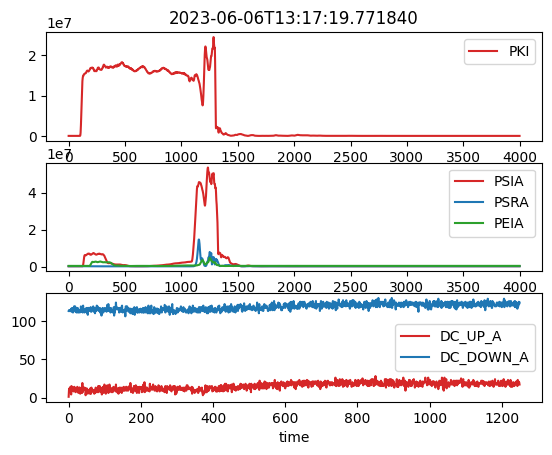 2023-06-06T13:17:19.771840
1e7
PKI
2
1
0
0 500 1000 1500 2000 2500 3000 3500 4000
1e7
PSIA
PSRA
PEIA
4
2
0
0 500 1000 1500 2000 2500 3000 3500 4000
DC_UP_A
DC_DOWN_A
100
50
0
0 200 400 600 800 1000 1200
time